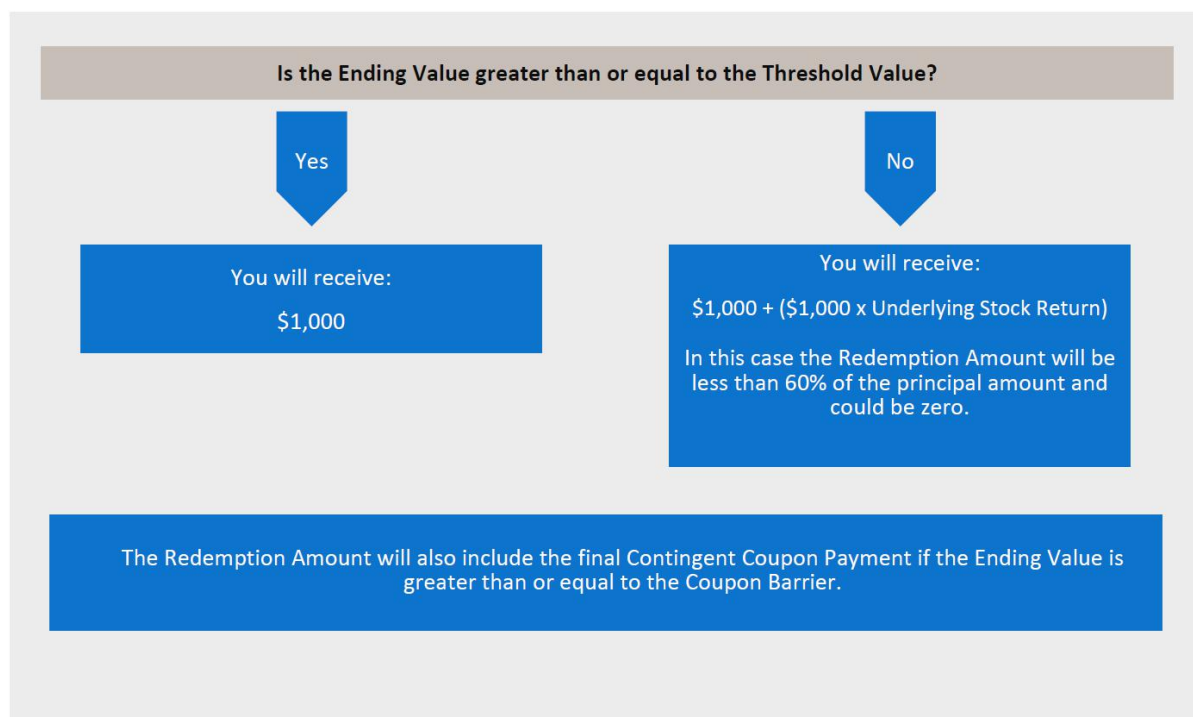 Is the Ending Value greater than or equal to the Threshold Value?
Yes
No
You will receive:
$1,000
You will receive:
$1,000 + ($1,000 x Underlying Stock Return)
In this case the Redemption Amount will be
less than 60% of the principal amount and
could be zero.
The Redemption Amount will also include the final Contingent Coupon Payment if the Ending Value is
greater than or equal to the Coupon Barrier.